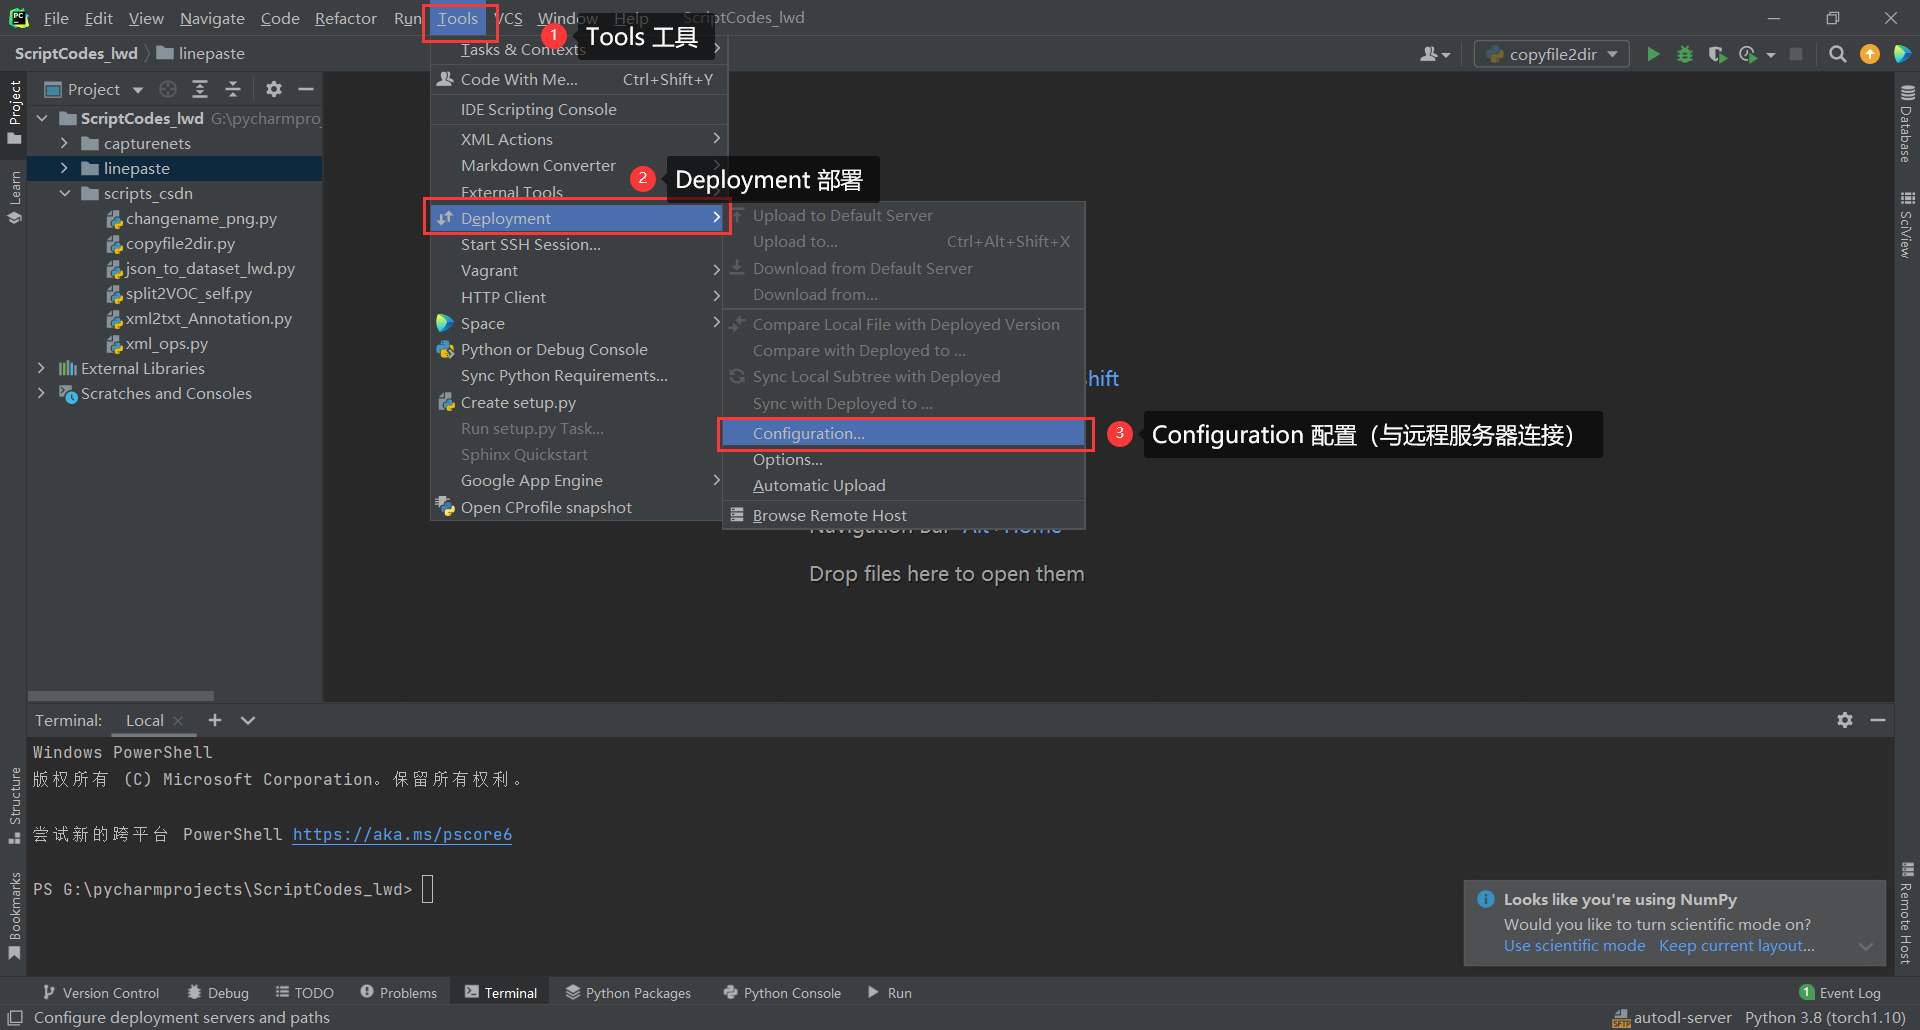 File Edit View Navigate Code Refactor Run Tools VCS Window Help ScriptCodes_lwd
1 Tools 工具
ScriptCodes_lwd linepaste
copyfile2dir
Project
ScriptCodes_lwd G:\pycharmproj
capturenets
linepaste
scripts_csdn
changename_png.py
copyfile2dir.py
json_to_dataset_lwd.py
split2VOC_self.py
xml2txt_Annotation.py
xml_ops.py
External Libraries
Scratches and Consoles
Project
Learn
Structure
Bookmarks
Tasks & Contexts
Code With Me... Ctrl+Shift+Y
IDE Scripting Console
XML Actions
Markdown Converter
External Tools
2 Deployment 部署
Deployment
Start SSH Session...
Vagrant
HTTP Client
Space
Python or Debug Console
Sync Python Requirements...
Create setup.py
Run setup.py Task...
Sphinx Quickstart
Google App Engine
Open CProfile snapshot
Upload to Default Server
Upload to... Ctrl+Alt+Shift+X
Download from Default Server
Download from...
Compare Local File with Deployed Version
Compare with Deployed to ...
Sync Local Subtree with Deployed
Sync with Deployed to ...
Configuration...
3 Configuration 配置（与远程服务器连接）
Options...
Automatic Upload
Browse Remote Host
Shift
Navigation Bar Alt+Home
Drop files here to open them
Database
SciView
Remote Host
Terminal: Local
Windows PowerShell
版权所有 (C) Microsoft Corporation。保留所有权利。
尝试新的跨平台 PowerShell https://aka.ms/pscore6
PS G:\pycharmprojects\ScriptCodes_lwd>
Looks like you're using NumPy
Would you like to turn scientific mode on?
Use scientific mode Keep current layout...
Version Control Debug TODO Problems Terminal Python Packages Python Console Run 1 Event Log
Configure deployment servers and paths SFTP autodl-server Python 3.8 (torch1.10)